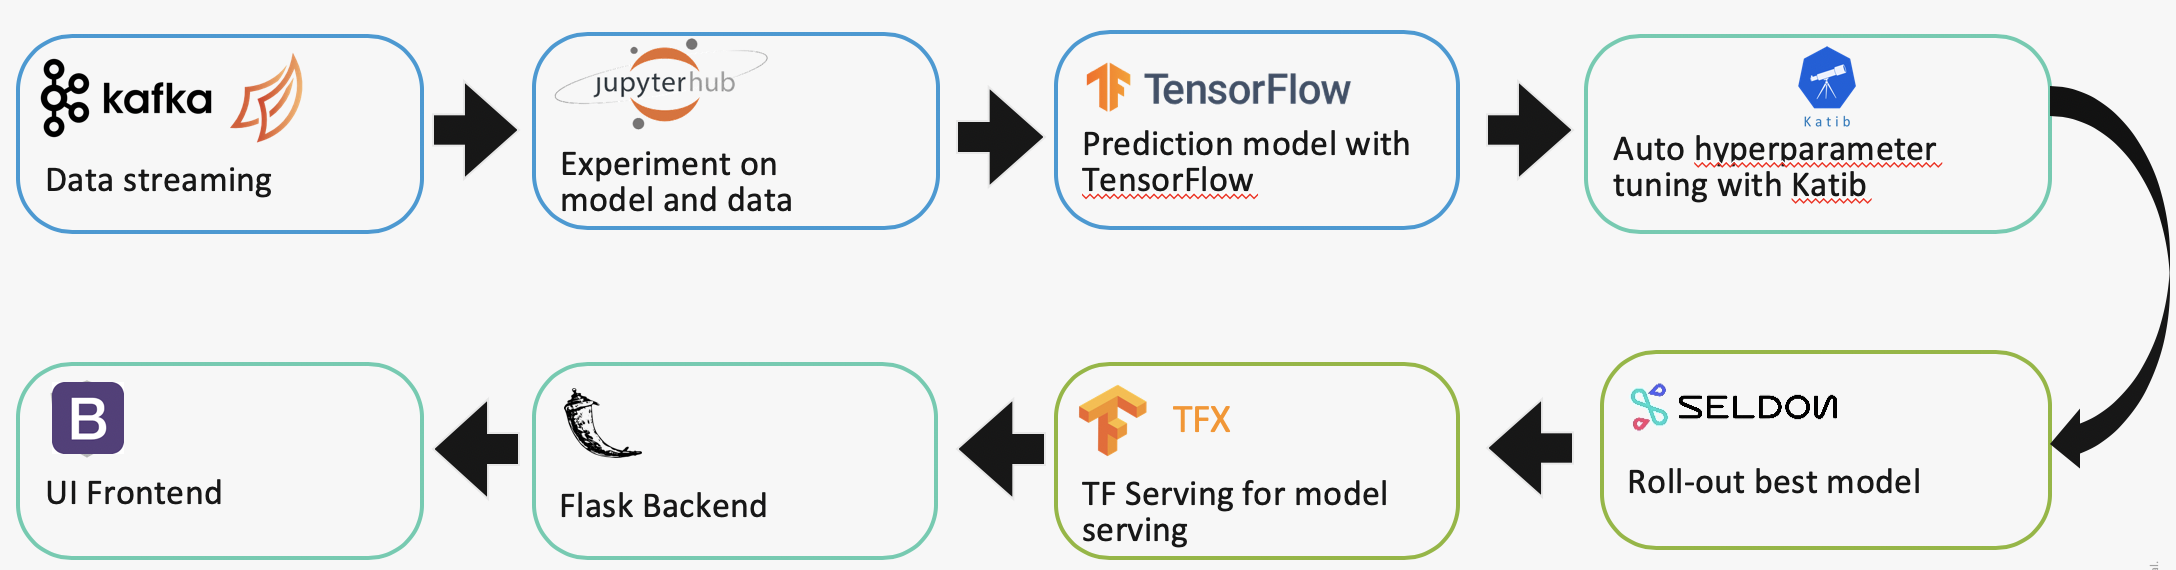 kafka
Data streaming
jupyterhub
Experiment on
model and data
TensorFlow
Prediction model with
TensorFlow
Katib
Auto hyperparameter
tuning with Katib
B
UI Frontend
Flask Backend
TFX
TF Serving for model
serving
SELDON
Roll-out best model